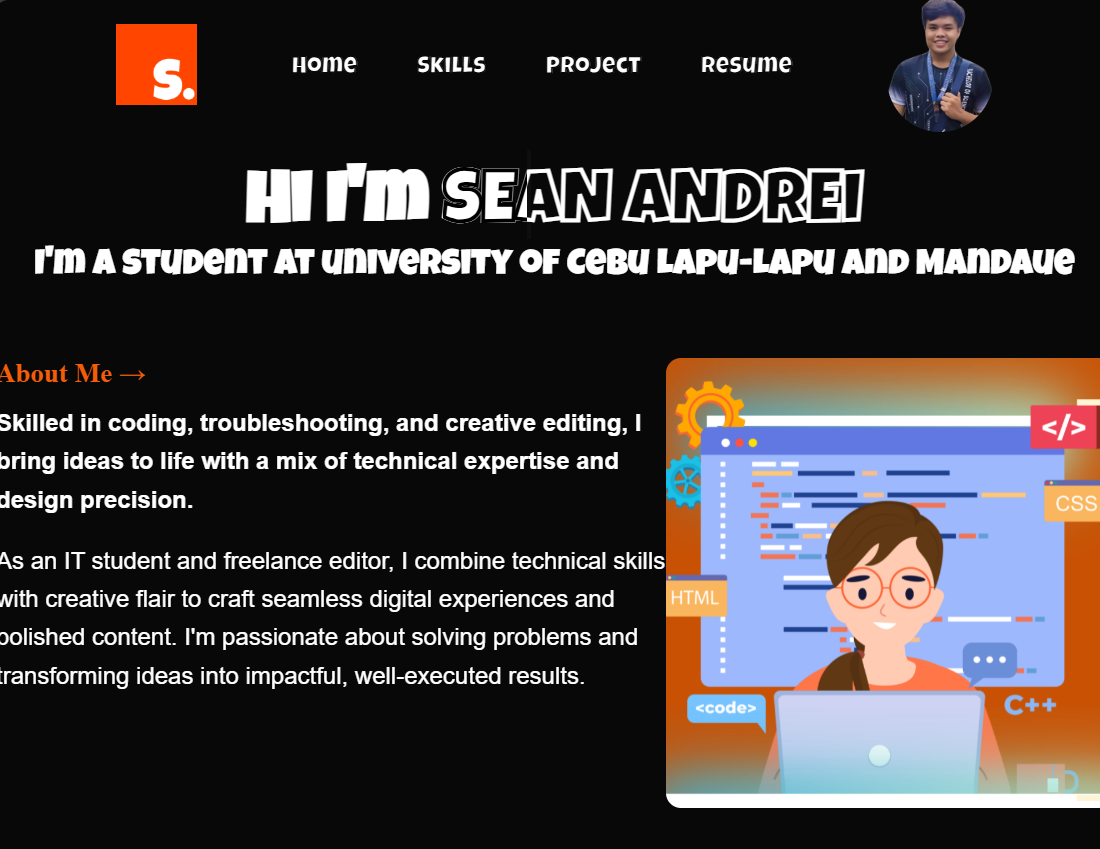 s.
Home SKILLS PROJECT Resume
Hi I'm SEAN ANDREI
I'm a student at university of cebu lapu-lapu and mandaue
About Me →
Skilled in coding, troubleshooting, and creative editing, I
bring ideas to life with a mix of technical expertise and
design precision.
As an IT student and freelance editor, I combine technical skills
with creative flair to craft seamless digital experiences and
polished content. I'm passionate about solving problems and
transforming ideas into impactful, well-executed results.
</>
CSS
HTML
<code>
C++